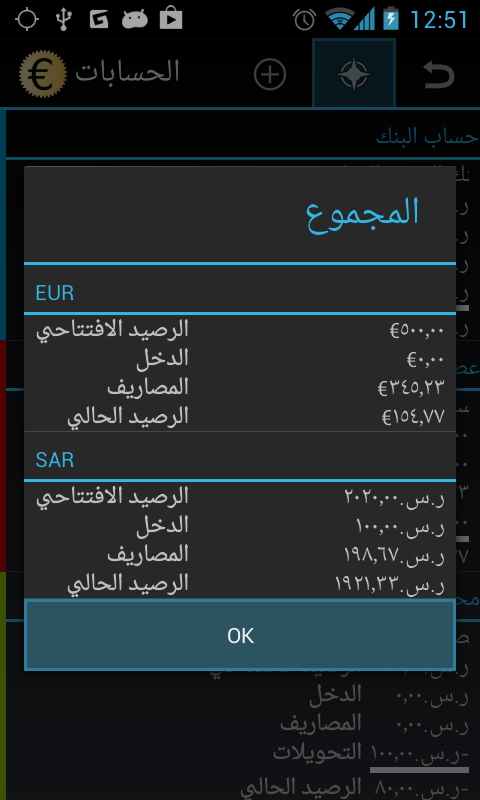 12:51
الحسابات
حساب البنك
المجموع
EUR
الرصيد الافتتاحي €٥٠٠,٠٠
الدخل €٠,٠٠
المصاريف €٣٤٥,٢٣
الرصيد الحالي €١٥٤,٧٧
SAR
الرصيد الافتتاحي ر.س.٢٠٢٠,٠٠
الدخل ر.س.١٠٠,٠٠
المصاريف ر.س.١٩٨,٦٧
الرصيد الحالي ر.س.١٩٢١,٣٣
OK
الدخل ر.س.٠,٠٠
المصاريف ر.س.٠,٠٠
التحويلات -ر.س.١٠٠,٠٠
الرصيد الحالي -ر.س.٨٠,٠٠